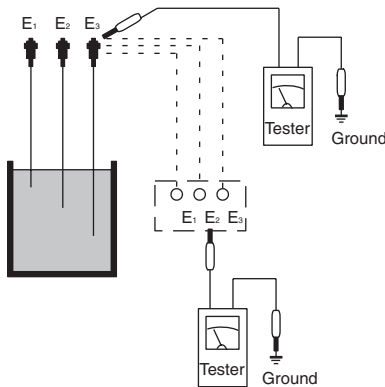 E1 E2 E3
Tester
Ground
E1 E2 E3
Tester
Ground